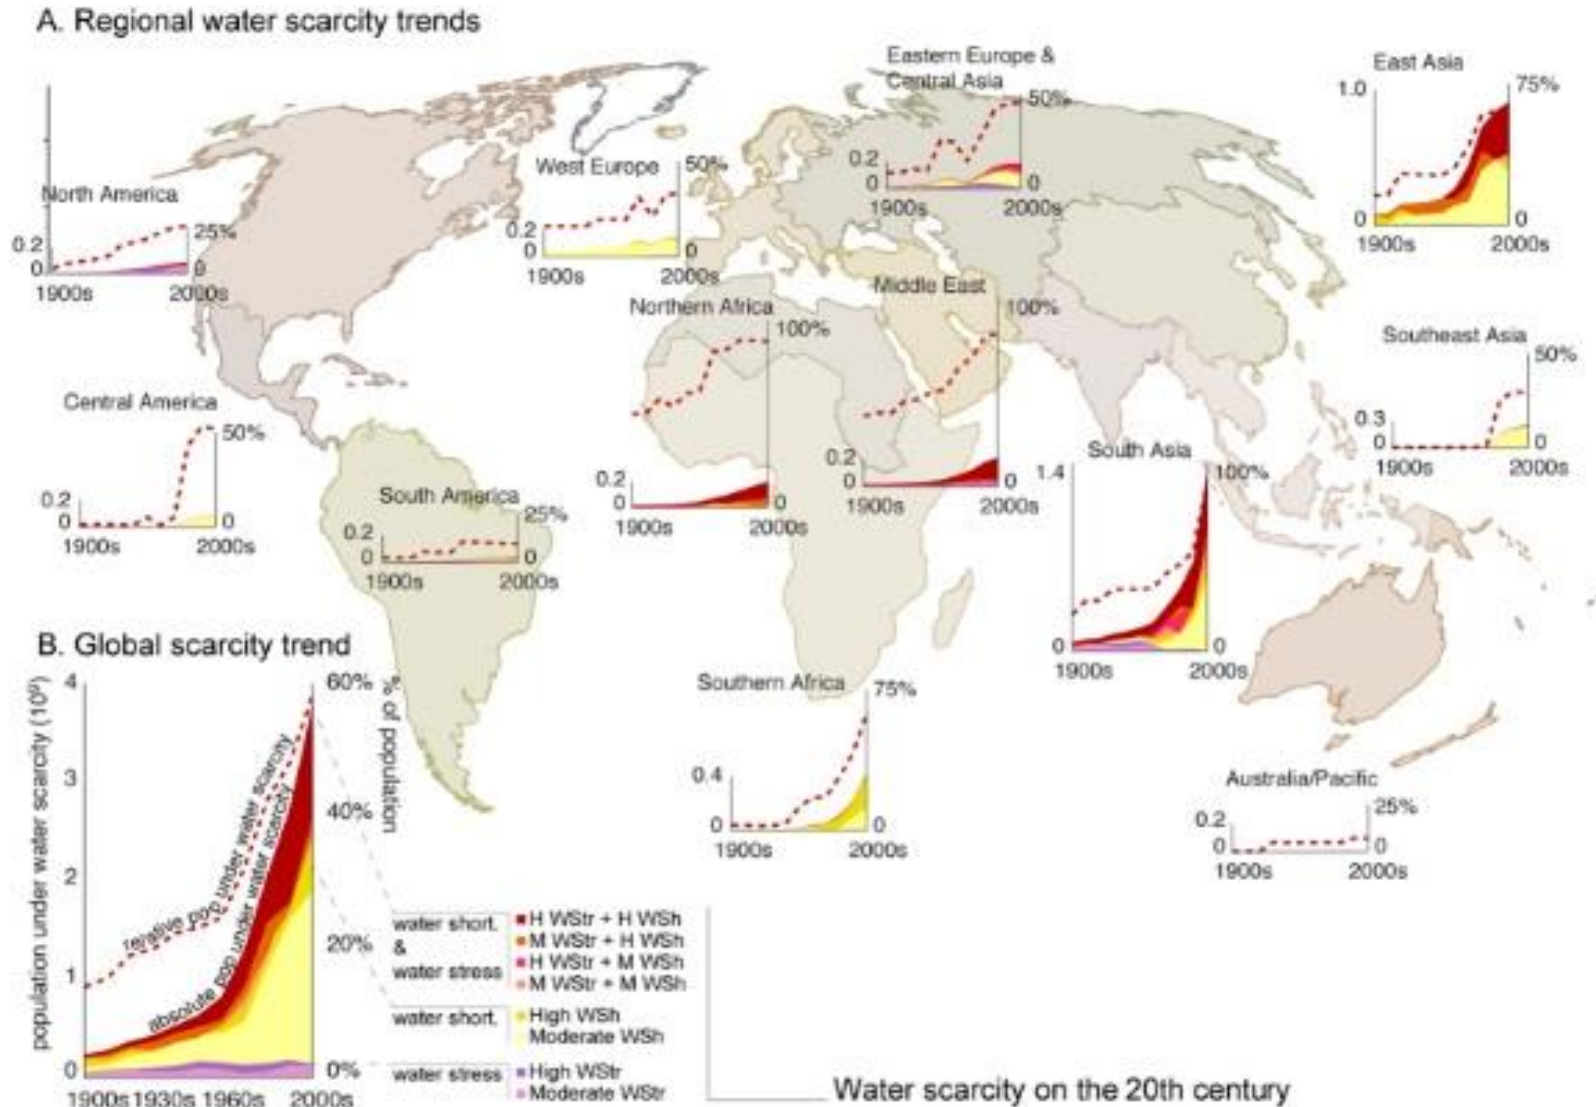 A. Regional water scarcity trends
Eastern Europe &
Central Asia
50%
0.2
0
0
1900s
2000s
East Asia
1.0
75%
0
0
1900s
2000s
West Europe
50%
0.2
0
0
1900s
2000s
North America
25%
0.2
0
0
1900s
2000s
Northern Africa
100%
0.2
0
0
1900s
2000s
Middle East
100%
0.2
0
0
1900s
2000s
Southeast Asia
50%
0.3
0
0
1900s
2000s
Central America
50%
0.2
0
0
1900s
2000s
South America
25%
0.2
0
0
1900s
2000s
South Asia
1.4
100%
0
0
1900s
2000s
Southern Africa
75%
0.4
0
0
1900s
2000s
Australia/Pacific
25%
0.2
0
0
1900s
2000s
B. Global scarcity trend
population under water scarcity (10⁹)
4
3
2
1
0
60%
40%
20%
0%
% of population
relative pop under water scarcity
absolute pop under water scarcity
1900s 1930s 1960s 2000s
water short.
&
water stress
H WStr + H WSh
M WStr + H WSh
H WStr + M WSh
M WStr + M WSh
water short.
High WSh
Moderate WSh
water stress
High WStr
Moderate WStr
Water scarcity on the 20th century